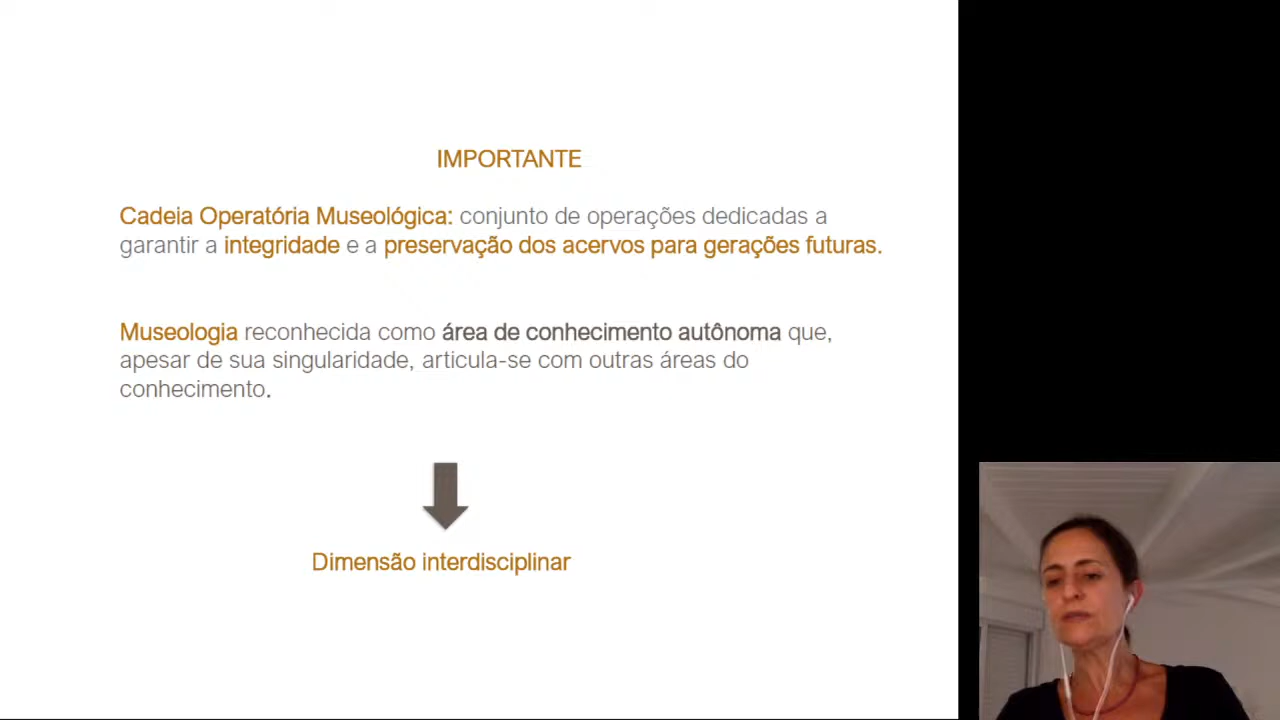 IMPORTANTE
Cadeia Operatória Museológica: conjunto de operações dedicadas a
garantir a integridade e a preservação dos acervos para gerações futuras.
Museologia reconhecida como área de conhecimento autônoma que,
apesar de sua singularidade, articula-se com outras áreas do
conhecimento.
Dimensão interdisciplinar